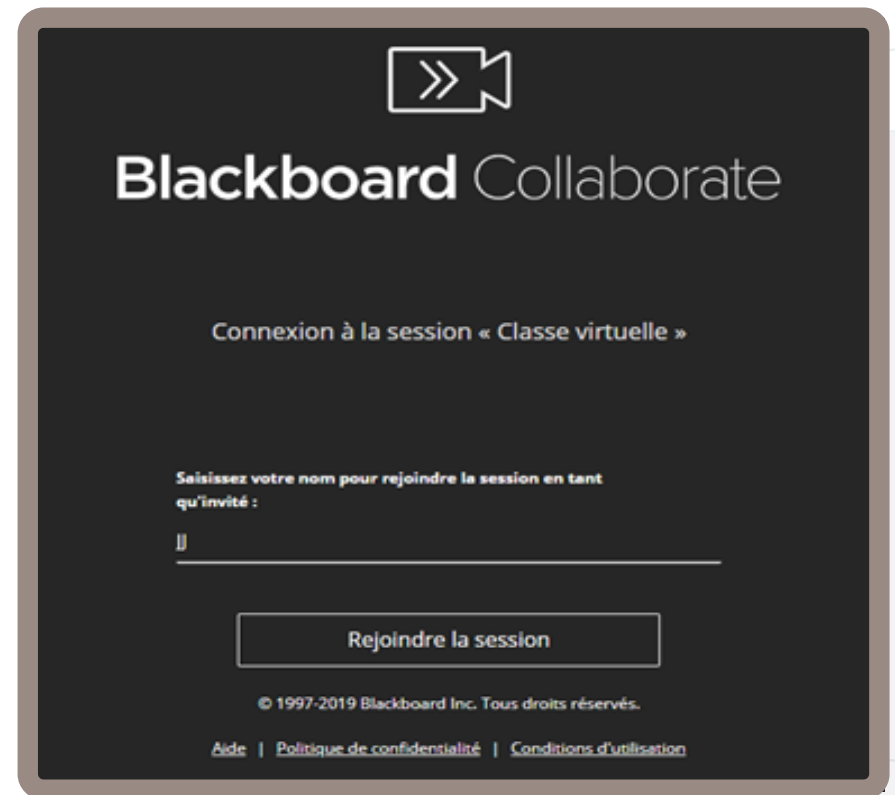 Blackboard Collaborate
Connexion à la session « Classe virtuelle »
Saisissez votre nom pour rejoindre la session en tant
qu'invité :
JJ
Rejoindre la session
© 1997-2019 Blackboard Inc. Tous droits réservés.
Aide | Politique de confidentialité | Conditions d'utilisation